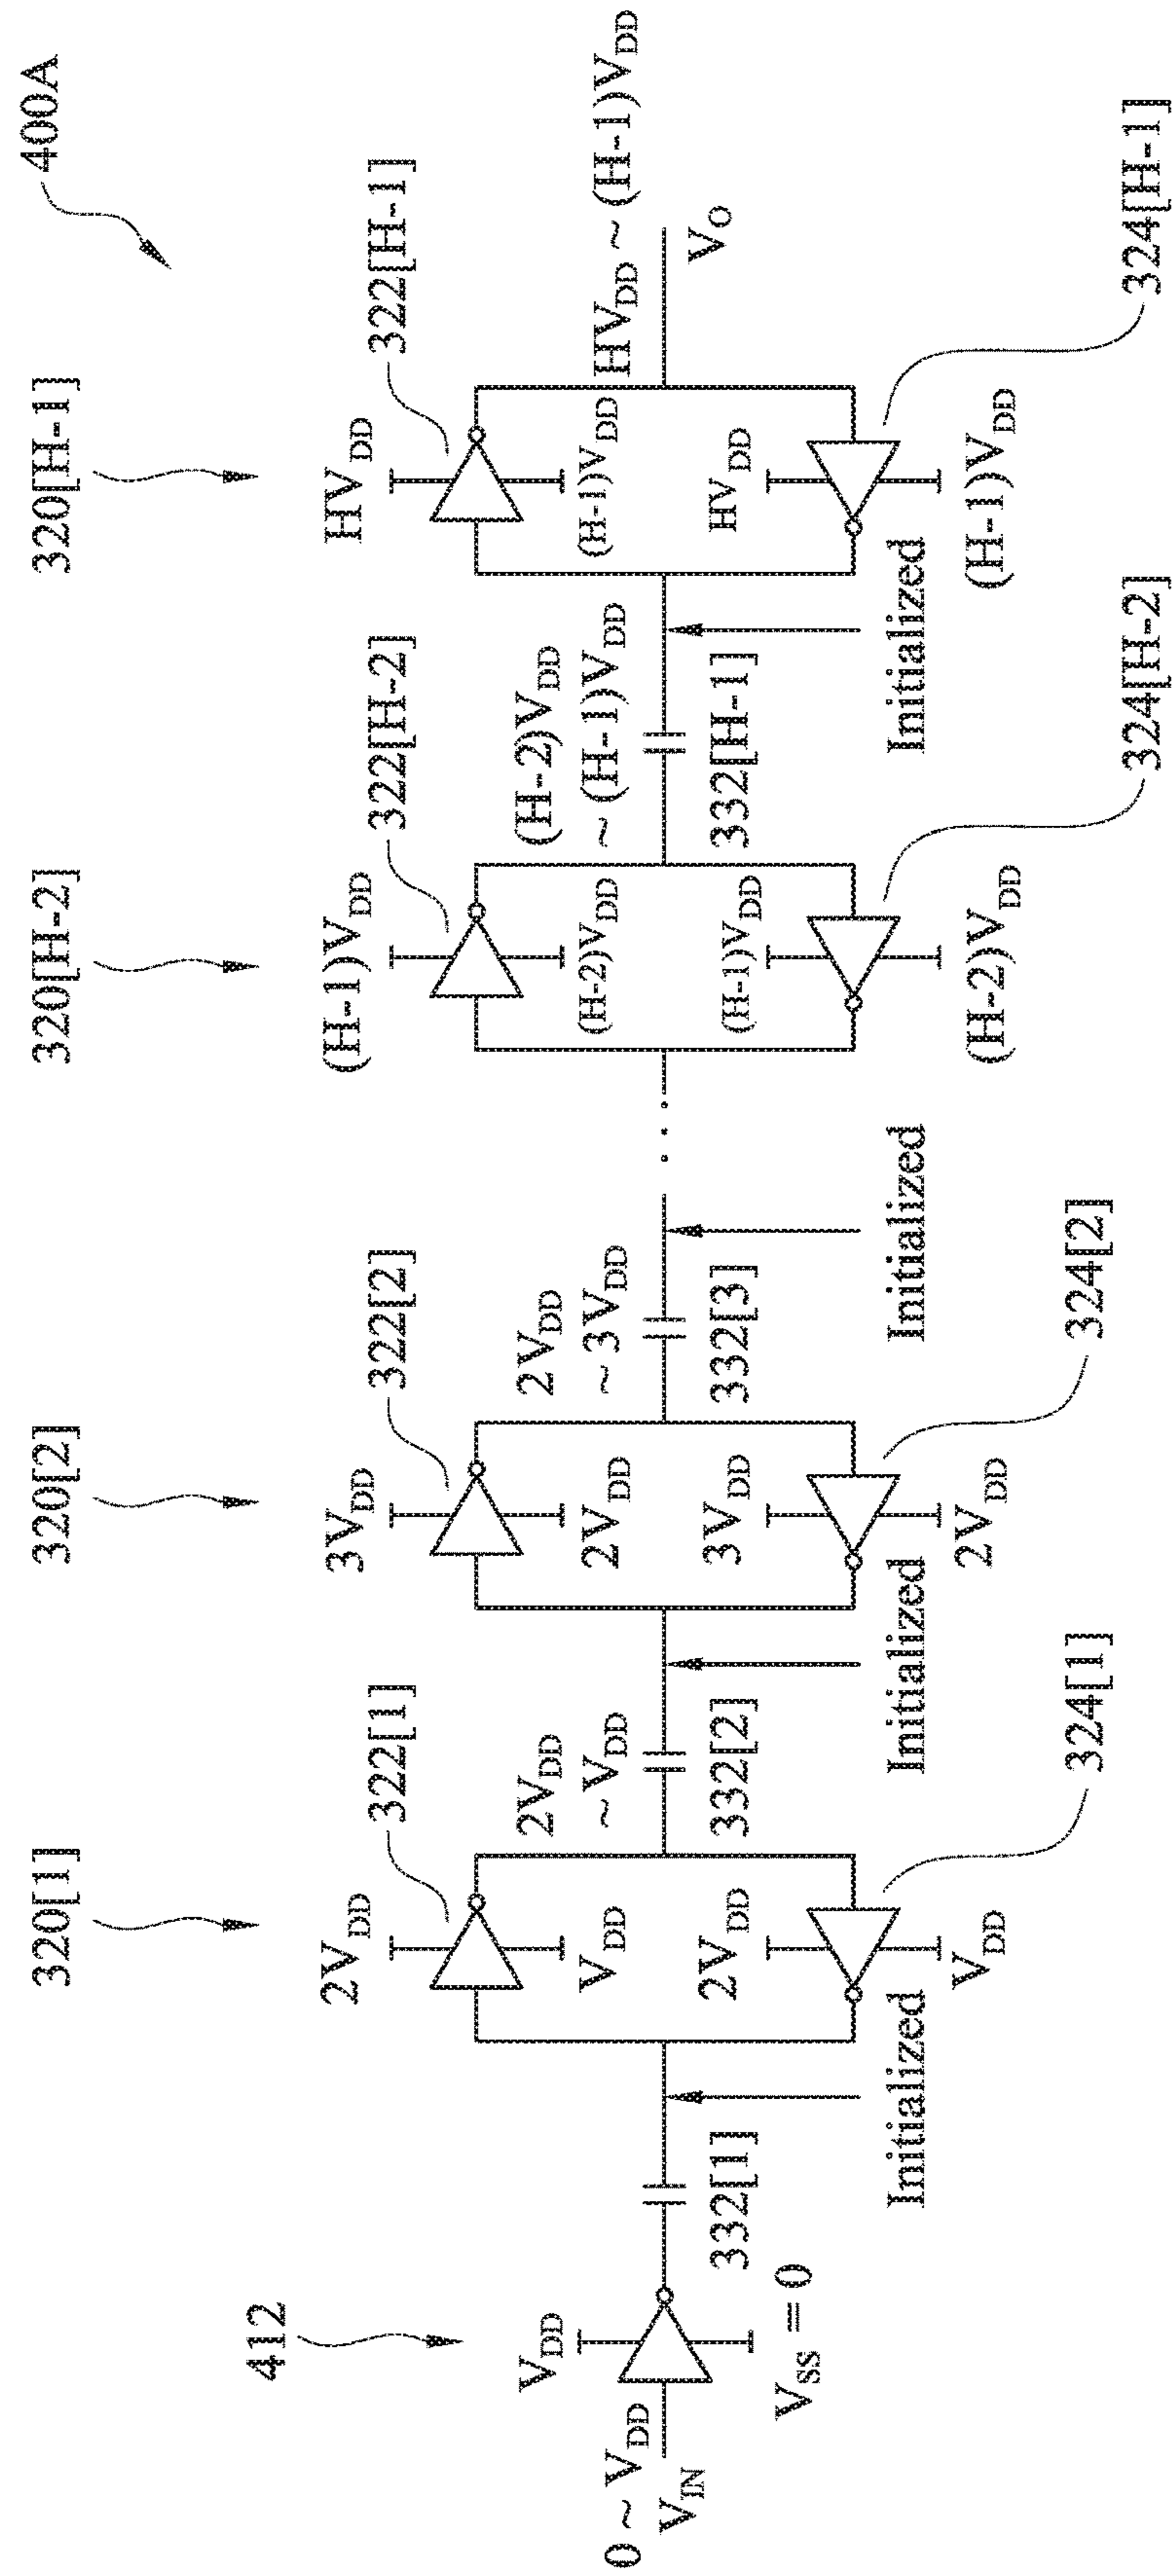 400A
320[1]
320[2]
320[H-2]
320[H-1]
412
2V_DD
322[1]
3V_DD
322[2]
(H-1)V_DD
322[H-2]
HV_DD
322[H-1]
V_DD
V_DD
2V_DD
(H-2)V_DD
(H-1)V_DD
2V_DD
~ V_DD
2V_DD
~ 3V_DD
(H-2)V_DD
~ (H-1)V_DD
HV_DD ~ (H-1)V_DD
0 ~ V_DD
V_IN
V_O
. . .
332[1]
332[2]
332[3]
332[H-1]
2V_DD
3V_DD
(H-1)V_DD
HV_DD
V_SS = 0
Initialized
Initialized
Initialized
Initialized
V_DD
2V_DD
(H-2)V_DD
(H-1)V_DD
324[1]
324[2]
324[H-2]
324[H-1]